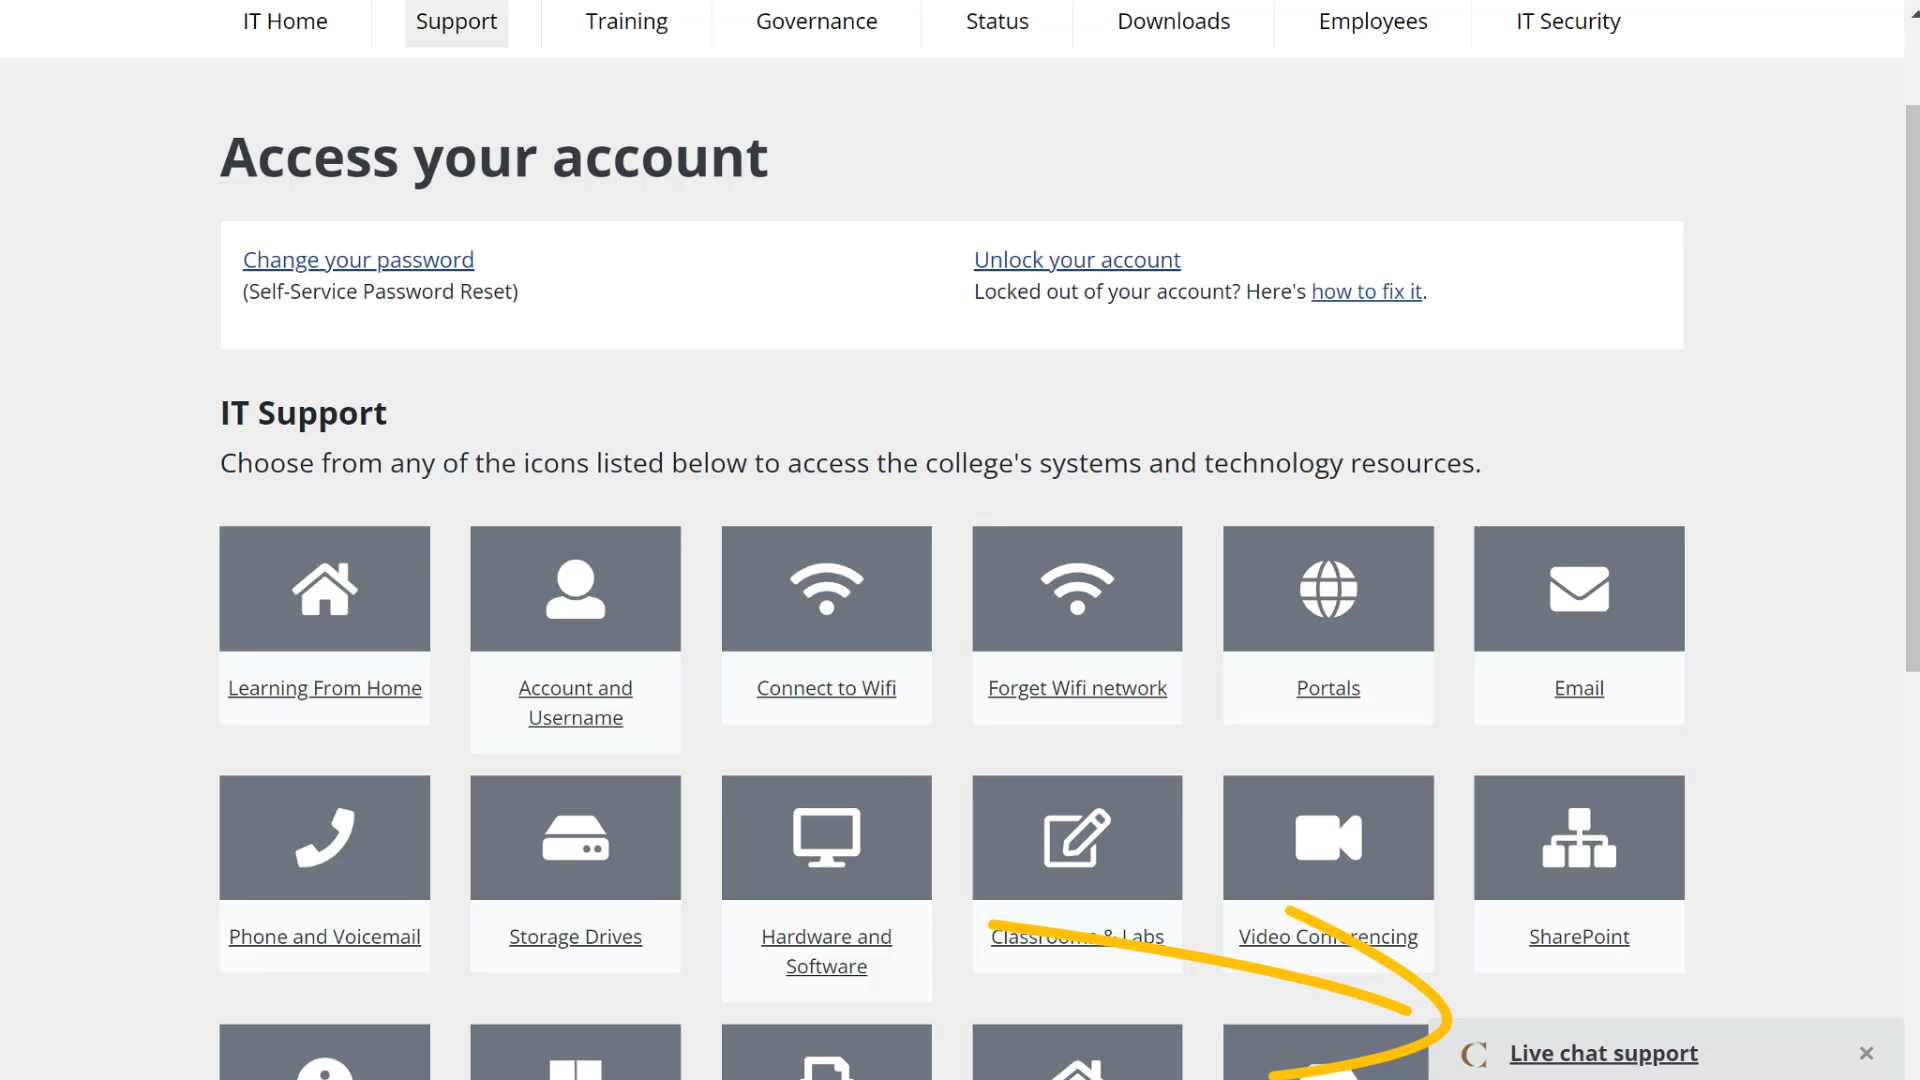 IT Home
Support
Training
Governance
Status
Downloads
Employees
IT Security
Access your account
Change your password
(Self-Service Password Reset)
Unlock your account
Locked out of your account? Here's how to fix it.
IT Support
Choose from any of the icons listed below to access the college's systems and technology resources.
Learning From Home
Account and
Username
Connect to Wifi
Forget Wifi network
Portals
Email
Phone and Voicemail
Storage Drives
Hardware and
Software
Classrooms & Labs
Video Conferencing
SharePoint
Live chat support